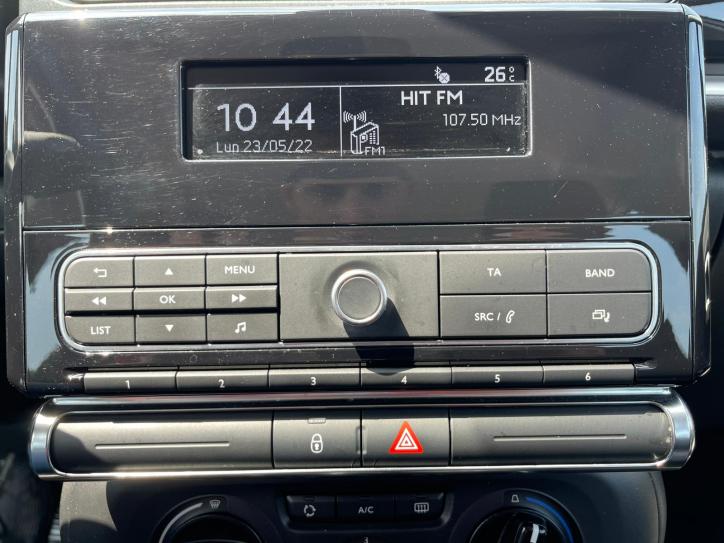 26°C
HIT FM
10 44
107.50 MHz
Lun 23/05/22
FM1
MENU
TA
BAND
OK
LIST
SRC /
1 2 3 4 5 6
A/C